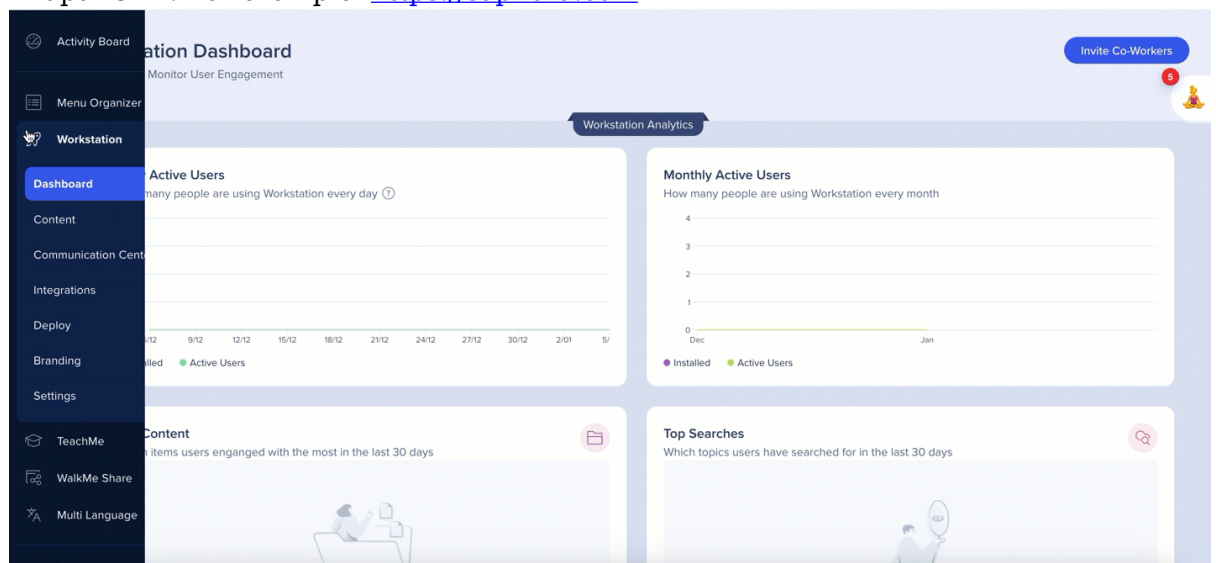 Activity Board
Menu Organizer
Workstation
Dashboard
Content
Communication Cent
Integrations
Deploy
Branding
Settings
TeachMe
WalkMe Share
Multi Language
ation Dashboard
Monitor User Engagement
Invite Co-Workers
5
Workstation Analytics
Active Users
many people are using Workstation every day ?
9/12 12/12 15/12 18/12 21/12 24/12 27/12 30/12 2/01 5/
Active Users
Monthly Active Users
How many people are using Workstation every month
4
3
2
1
0
Dec Jan
Installed Active Users
Content
items users enganged with the most in the last 30 days
Top Searches
Which topics users have searched for in the last 30 days